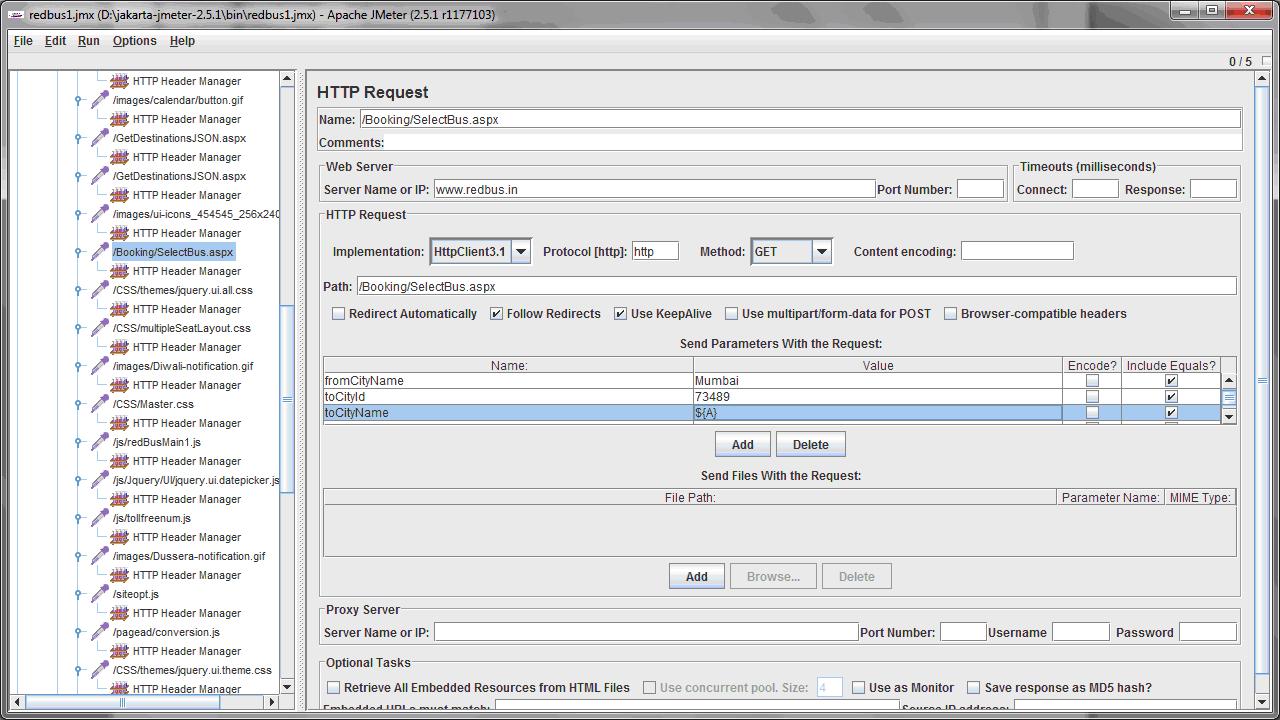 redbus1.jmx (D:\jakarta-jmeter-2.5.1\bin\redbus1.jmx) - Apache JMeter (2.5.1 r1177103)
File Edit Run Options Help
0 / 5
HTTP Header Manager
/images/calendar/button.gif
HTTP Header Manager
/GetDestinationsJSON.aspx
HTTP Header Manager
/GetDestinationsJSON.aspx
HTTP Header Manager
/images/ui-icons_454545_256x240
HTTP Header Manager
/Booking/SelectBus.aspx
HTTP Header Manager
/CSS/themes/jquery.ui.all.css
HTTP Header Manager
/CSS/multipleSeatLayout.css
HTTP Header Manager
/images/Diwali-notification.gif
HTTP Header Manager
/CSS/Master.css
HTTP Header Manager
/js/redBusMain1.js
HTTP Header Manager
/js/Jquery/UI/jquery.ui.datepicker.js
HTTP Header Manager
/js/tollfreenum.js
HTTP Header Manager
/images/Dussera-notification.gif
HTTP Header Manager
/siteopt.js
HTTP Header Manager
/pagead/conversion.js
HTTP Header Manager
/CSS/themes/jquery.ui.theme.css
HTTP Header Manager
HTTP Request
Name: /Booking/SelectBus.aspx
Comments:
Web Server Timeouts (milliseconds)
Server Name or IP: www.redbus.in Port Number: Connect: Response:
HTTP Request
Implementation: HttpClient3.1 Protocol [http]: http Method: GET Content encoding:
Path: /Booking/SelectBus.aspx
Redirect Automatically Follow Redirects Use KeepAlive Use multipart/form-data for POST Browser-compatible headers
Send Parameters With the Request:
Name: Value Encode? Include Equals?
fromCityName Mumbai
toCityId 73489
toCityName ${A}
Add Delete
Send Files With the Request:
File Path: Parameter Name: MIME Type:
Add Browse... Delete
Proxy Server
Server Name or IP: Port Number: Username Password
Optional Tasks
Retrieve All Embedded Resources from HTML Files Use concurrent pool. Size: 4 Use as Monitor Save response as MD5 hash?
Embedded URLs must match: Source IP address: